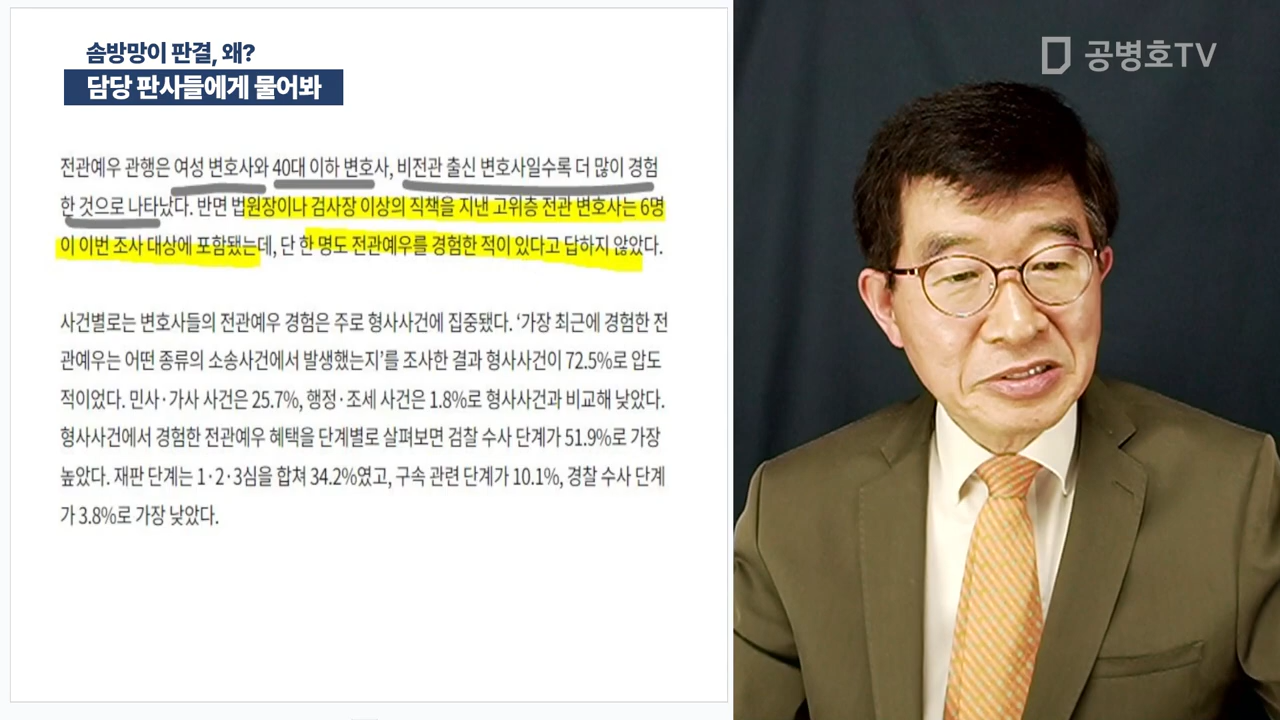 솜방망이 판결, 왜?
담당 판사들에게 물어봐
공병호TV
전관예우 관행은 여성 변호사와 40대 이하 변호사, 비전관 출신 변호사일수록 더 많이 경험
한 것으로 나타났다. 반면 법원장이나 검사장 이상의 직책을 지낸 고위층 전관 변호사는 6명
이 이번 조사 대상에 포함됐는데, 단 한 명도 전관예우를 경험한 적이 있다고 답하지 않았다.
사건별로는 변호사들의 전관예우 경험은 주로 형사사건에 집중됐다. ‘가장 최근에 경험한 전
관예우는 어떤 종류의 소송사건에서 발생했는지’를 조사한 결과 형사사건이 72.5%로 압도
적이었다. 민사·가사 사건은 25.7%, 행정·조세 사건은 1.8%로 형사사건과 비교해 낮았다.
형사사건에서 경험한 전관예우 혜택을 단계별로 살펴보면 검찰 수사 단계가 51.9%로 가장
높았다. 재판 단계는 1·2·3심을 합쳐 34.2%였고, 구속 관련 단계가 10.1%, 경찰 수사 단계
가 3.8%로 가장 낮았다.